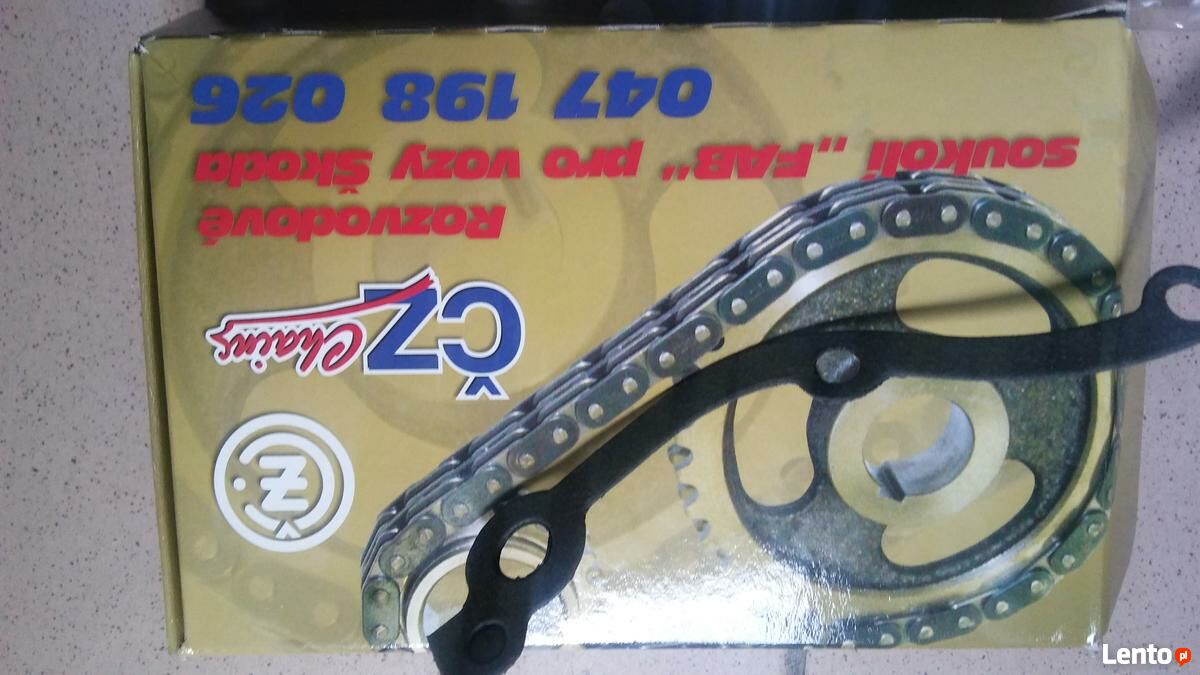 ČZ
ČZ Chains
Rozvodové
soukolí „FAB" pro vozy Škoda
047 198 026
Lento.pl